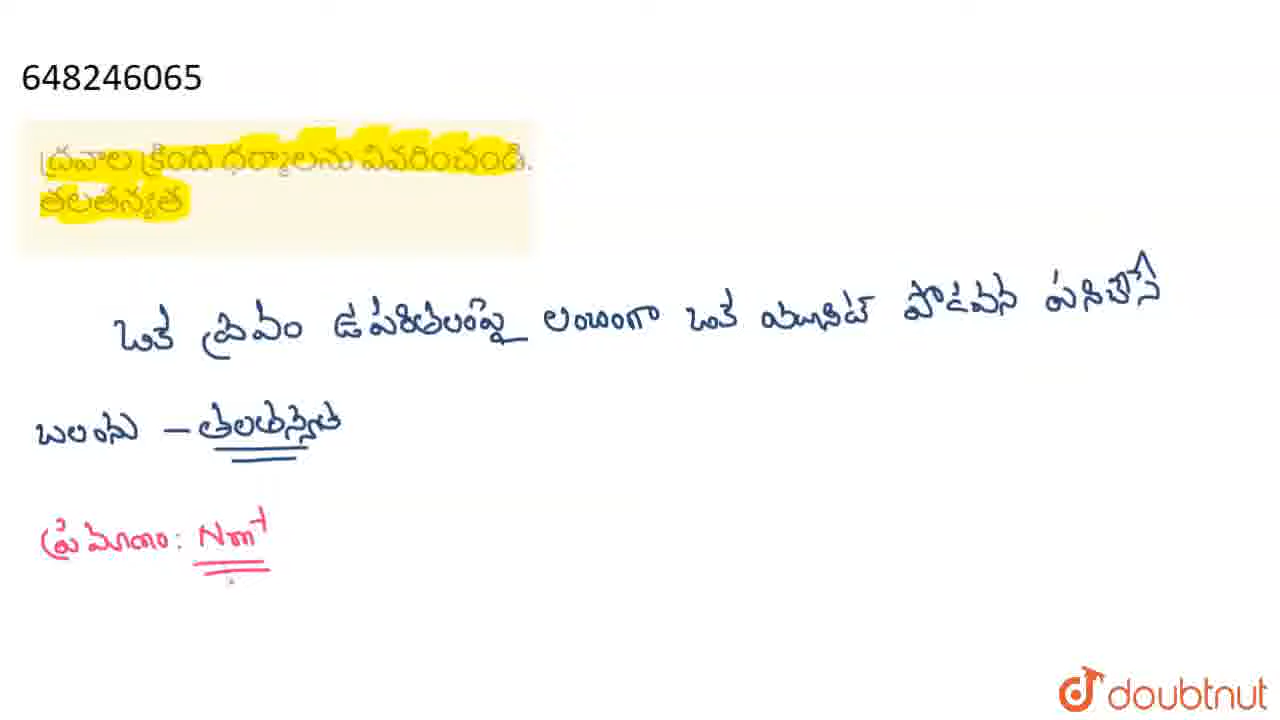 648246065
ద్రవాల క్రింది ధర్మాలను వివరించండి.
తలతన్యత
ఒకే ద్రవం ఉపరితలంపై లంబంగా ఒకే యునిట్ పొడవున పనిచేసే
బలంను - తలతన్యత
ప్రమాణం: Nm⁻¹
doubtnut